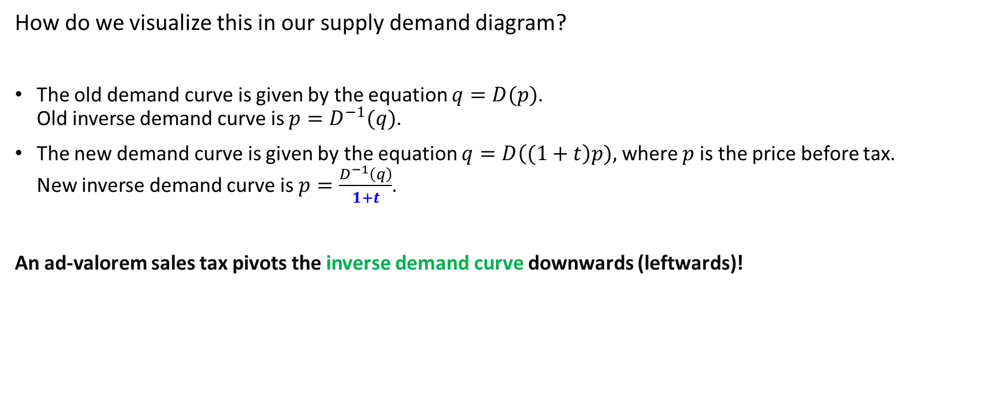 How do we visualize this in our supply demand diagram?
• The old demand curve is given by the equation 𝑞 = 𝐷(𝑝).
Old inverse demand curve is 𝑝 = 𝐷⁻¹(𝑞).
• The new demand curve is given by the equation 𝑞 = 𝐷((1 + 𝑡)𝑝), where 𝑝 is the price before tax.
New inverse demand curve is 𝑝 = 𝐷⁻¹(𝑞)/𝟏+𝒕.
An ad-valorem sales tax pivots the inverse demand curve downwards (leftwards)!